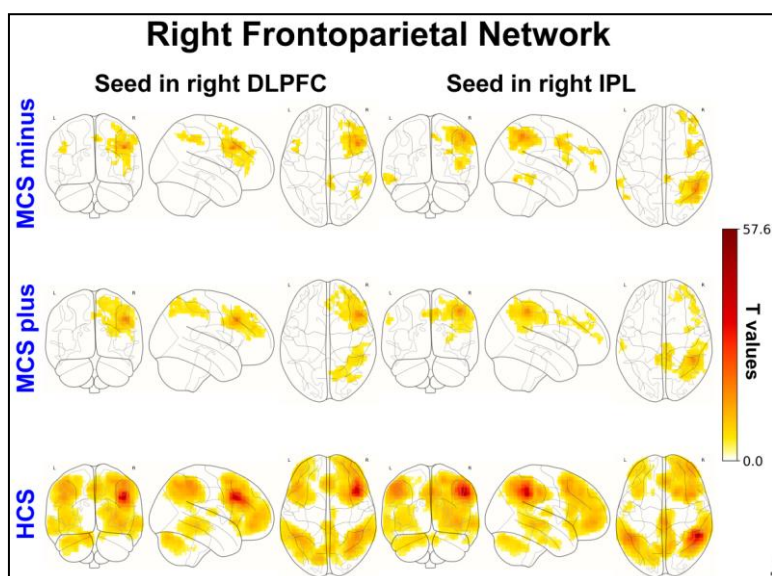 Right Frontoparietal Network
Seed in right DLPFC Seed in right IPL
MCS minus
L R L R L R L R
57.6
T values
0.0
MCS plus
L R L R L R L R
HCS
L R L R L R L R